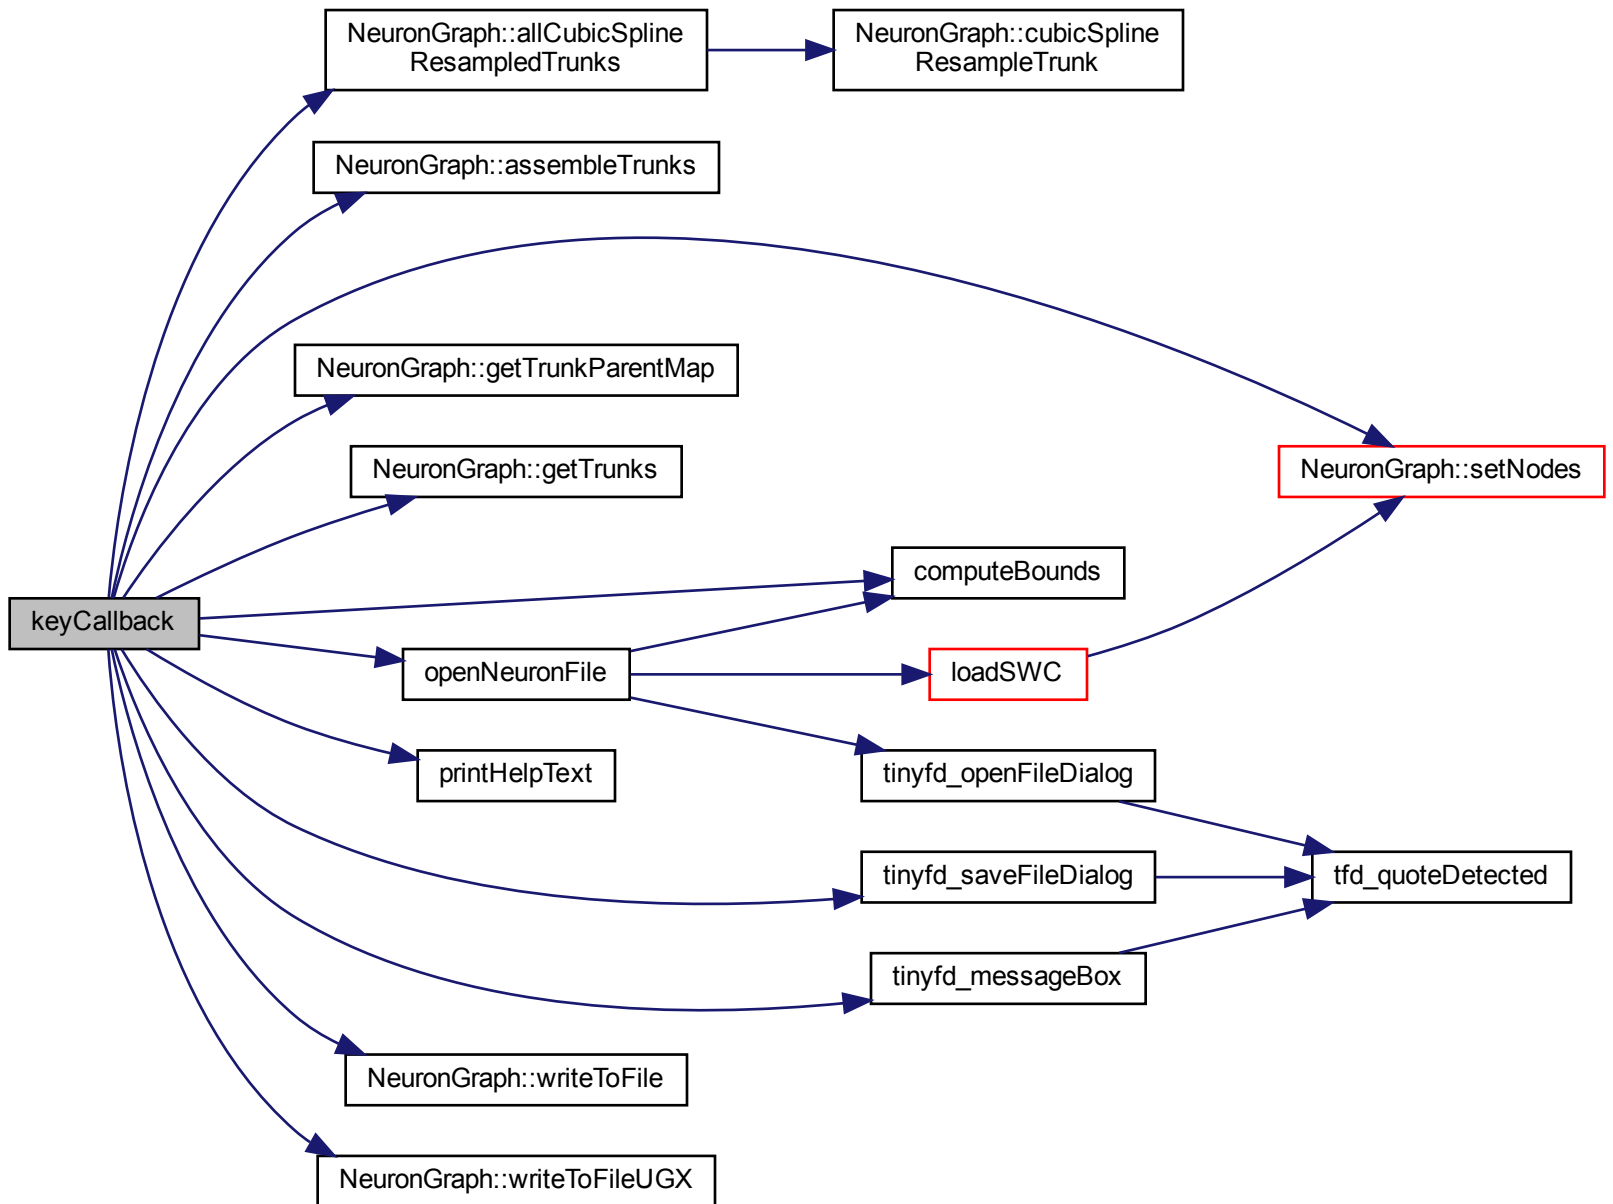 NeuronGraph::allCubicSpline
ResampledTrunks
NeuronGraph::cubicSpline
ResampleTrunk
NeuronGraph::assembleTrunks
NeuronGraph::getTrunkParentMap
NeuronGraph::getTrunks
NeuronGraph::setNodes
computeBounds
keyCallback
openNeuronFile
loadSWC
printHelpText
tinyfd_openFileDialog
tinyfd_saveFileDialog
tfd_quoteDetected
tinyfd_messageBox
NeuronGraph::writeToFile
NeuronGraph::writeToFileUGX